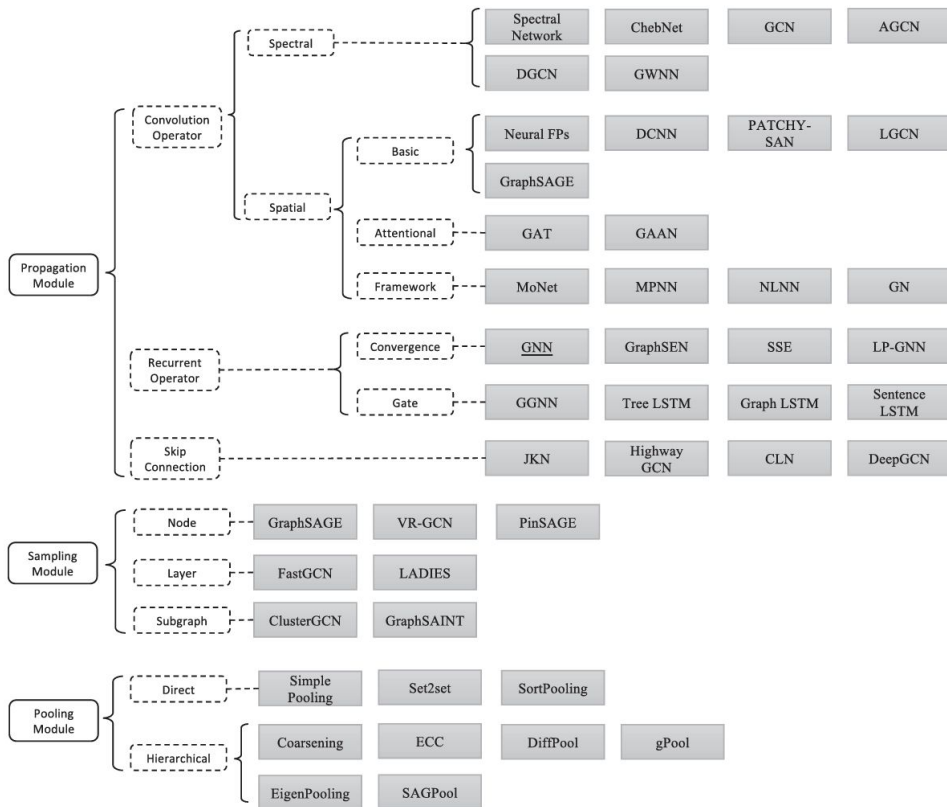 Spectral
Spectral
Network
ChebNet
GCN
AGCN
DGCN
GWNN
Convolution
Operator
Basic
Neural FPs
DCNN
PATCHY-
SAN
LGCN
GraphSAGE
Spatial
Attentional
GAT
GAAN
Propagation
Module
Framework
MoNet
MPNN
NLNN
GN
Recurrent
Operator
Convergence
GNN
GraphSEN
SSE
LP-GNN
Gate
GGNN
Tree LSTM
Graph LSTM
Sentence
LSTM
Skip
Connection
JKN
Highway
GCN
CLN
DeepGCN
Node
GraphSAGE
VR-GCN
PinSAGE
Sampling
Module
Layer
FastGCN
LADIES
Subgraph
ClusterGCN
GraphSAINT
Direct
Simple
Pooling
Set2set
SortPooling
Pooling
Module
Hierarchical
Coarsening
ECC
DiffPool
gPool
EigenPooling
SAGPool